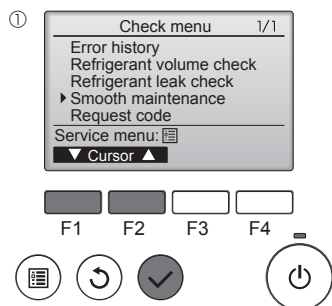 ①
Check menu 1/1
Error history
Refrigerant volume check
Refrigerant leak check
Smooth maintenance
Request code
Service menu:
▼ Cursor ▲
F1 F2 F3 F4